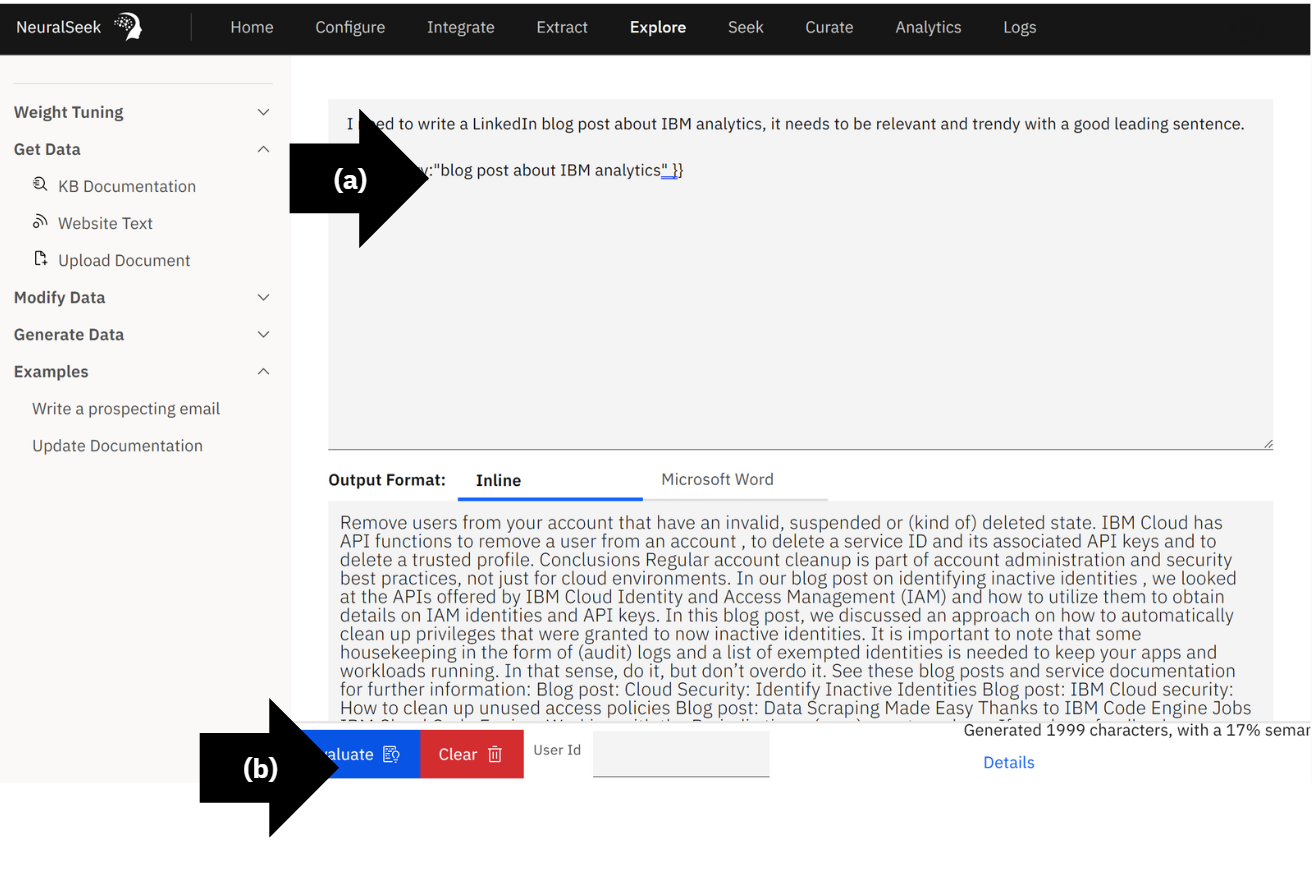 NeuralSeek Home Configure Integrate Extract Explore Seek Curate Analytics Logs
Weight Tuning
Get Data
KB Documentation
Website Text
Upload Document
Modify Data
Generate Data
Examples
Write a prospecting email
Update Documentation
I need to write a LinkedIn blog post about IBM analytics, it needs to be relevant and trendy with a good leading sentence.
(a)
y:"blog post about IBM analytics" }}
Output Format: Inline Microsoft Word
Remove users from your account that have an invalid, suspended or (kind of) deleted state. IBM Cloud has
API functions to remove a user from an account , to delete a service ID and its associated API keys and to
delete a trusted profile. Conclusions Regular account cleanup is part of account administration and security
best practices, not just for cloud environments. In our blog post on identifying inactive identities , we looked
at the APIs offered by IBM Cloud Identity and Access Management (IAM) and how to utilize them to obtain
details on IAM identities and API keys. In this blog post, we discussed an approach on how to automatically
clean up privileges that were granted to now inactive identities. It is important to note that some
housekeeping in the form of (audit) logs and a list of exempted identities is needed to keep your apps and
workloads running. In that sense, do it, but don’t overdo it. See these blog posts and service documentation
for further information: Blog post: Cloud Security: Identify Inactive Identities Blog post: IBM Cloud security:
How to clean up unused access policies Blog post: Data Scraping Made Easy Thanks to IBM Code Engine Jobs
(b)
aluate Clear User Id
Generated 1999 characters, with a 17% semar
Details